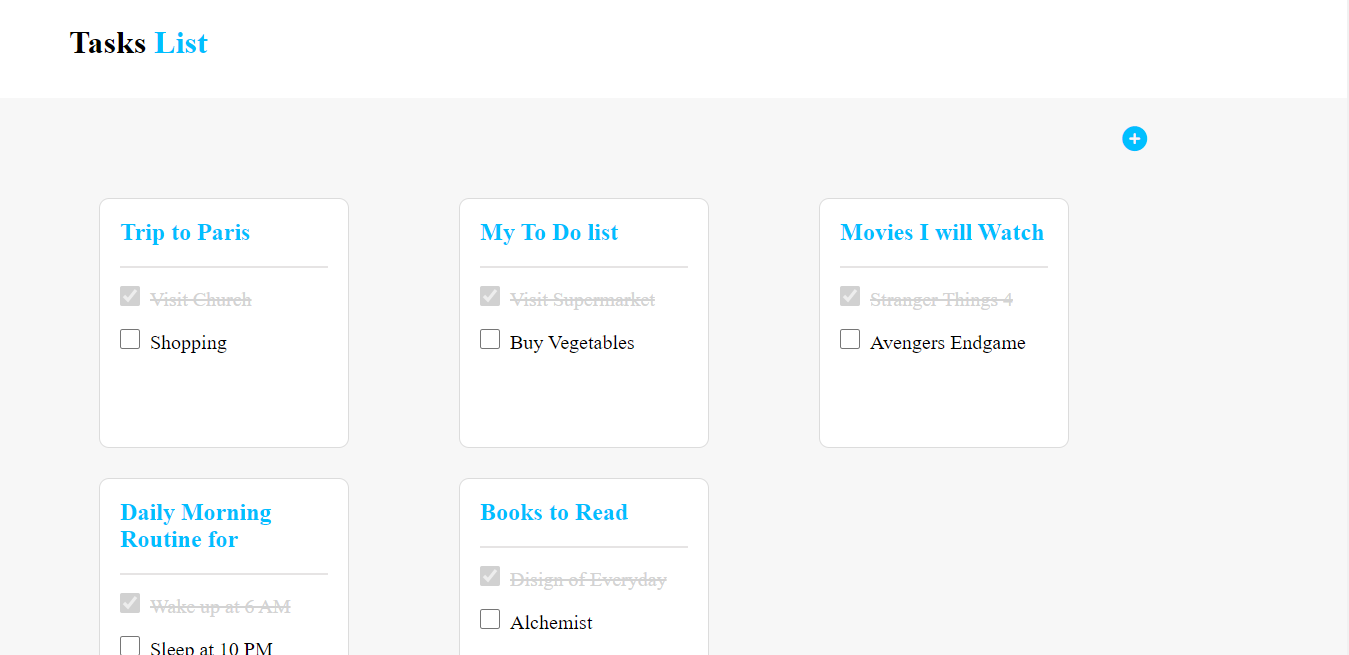 Tasks List
Trip to Paris
Visit Church
Shopping
My To Do list
Visit Supermarket
Buy Vegetables
Movies I will Watch
Stranger Things 4
Avengers Endgame
Daily Morning
Routine for
Wake up at 6 AM
Sleep at 10 PM
Books to Read
Disign of Everyday
Alchemist